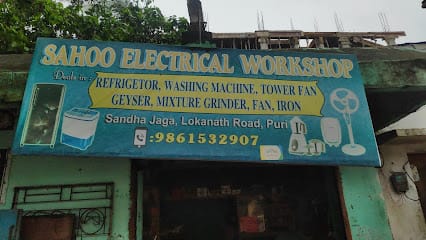 SAHOO ELECTRICAL WORKSHOP
Deals in :
REFRIGETOR, WASHING MACHINE, TOWER FAN
GEYSER, MIXTURE GRINDER, FAN, IRON
Sandha Jaga, Lokanath Road, Puri
:9861532907